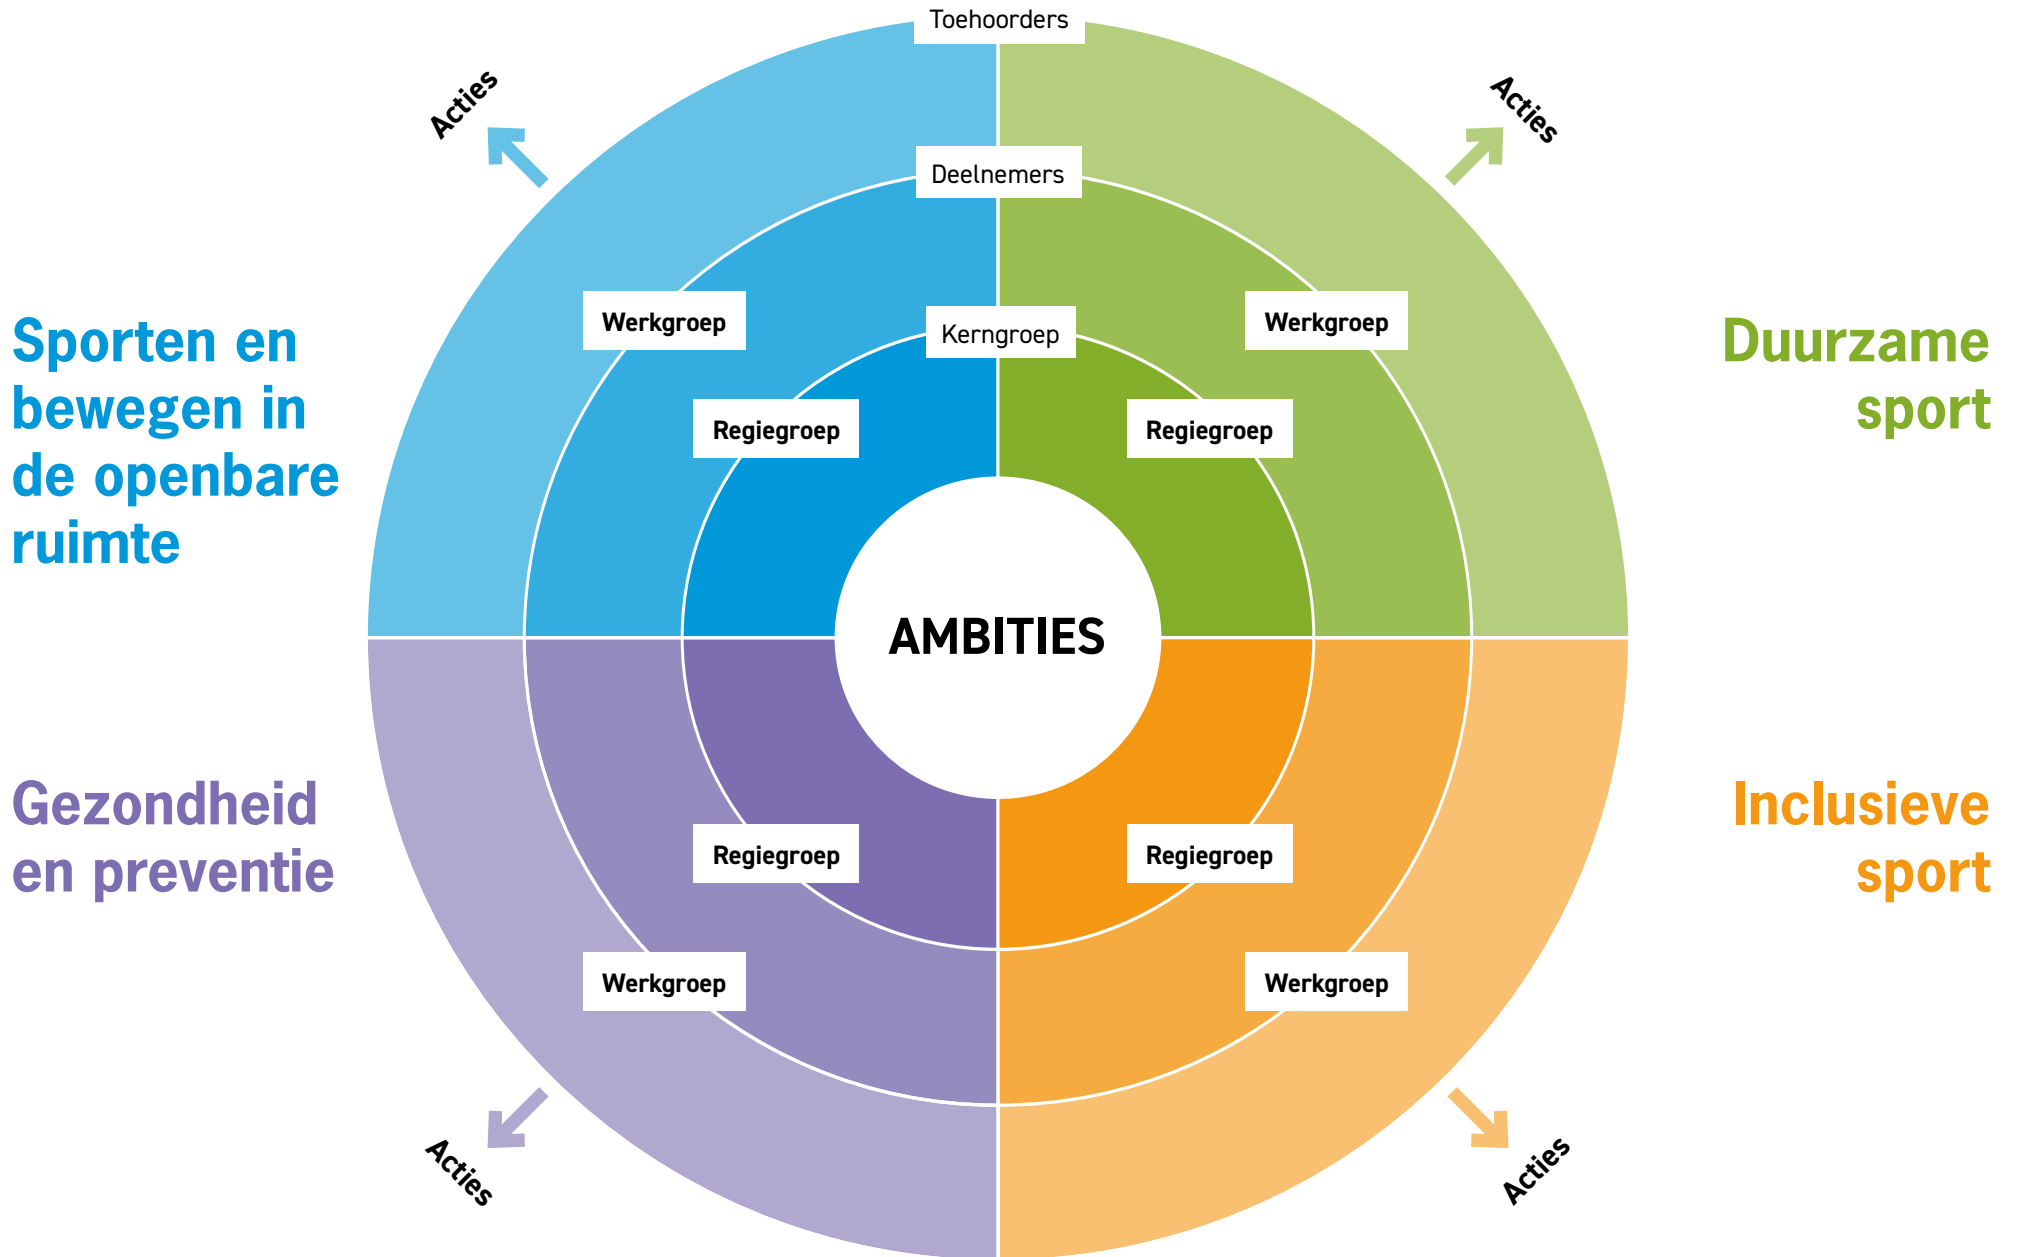 Toehoorders
Acties
Acties
Deelnemers
Werkgroep
Kerngroep
Werkgroep
Sporten en
bewegen in
de openbare
ruimte
Duurzame
sport
Regiegroep
Regiegroep
AMBITIES
Gezondheid
en preventie
Inclusieve
sport
Regiegroep
Regiegroep
Werkgroep
Werkgroep
Acties
Acties